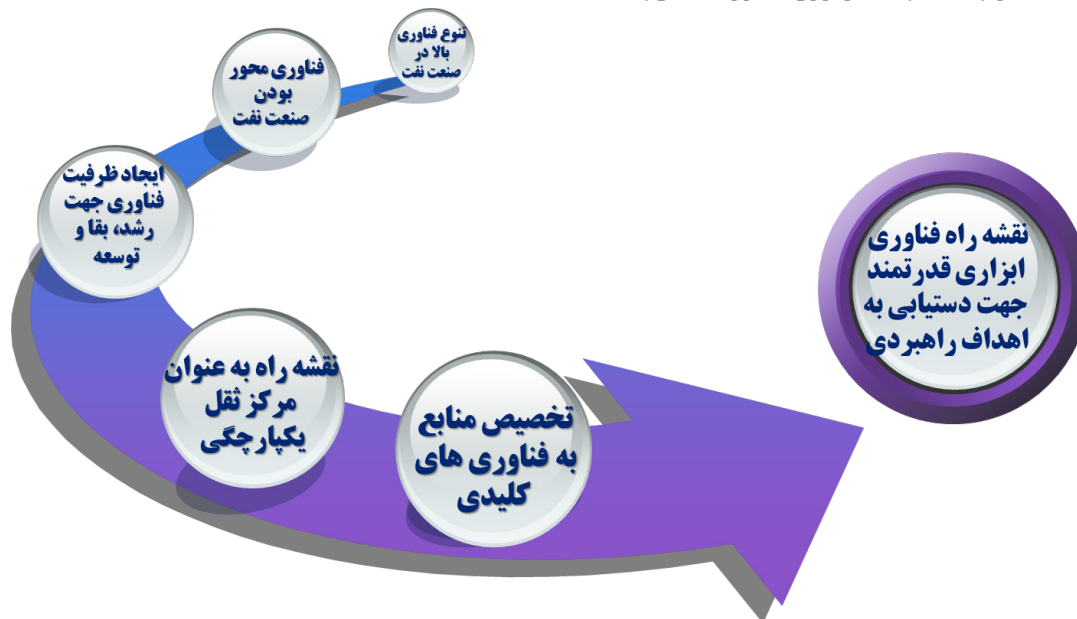 تنوع فناوری
بالا در
صنعت نفت
فناوری محور
بودن
صنعت نفت
ایجاد ظرفیت
فناوری جهت
رشد، بقا و
توسعه
نقشه راه به عنوان
مرکز ثقل
یکپارچگی
تخصیص منابع
به فناوری های
کلیدی
نقشه راه فناوری
ابزاری قدرتمند
جهت دستیابی به
اهداف راهبردی